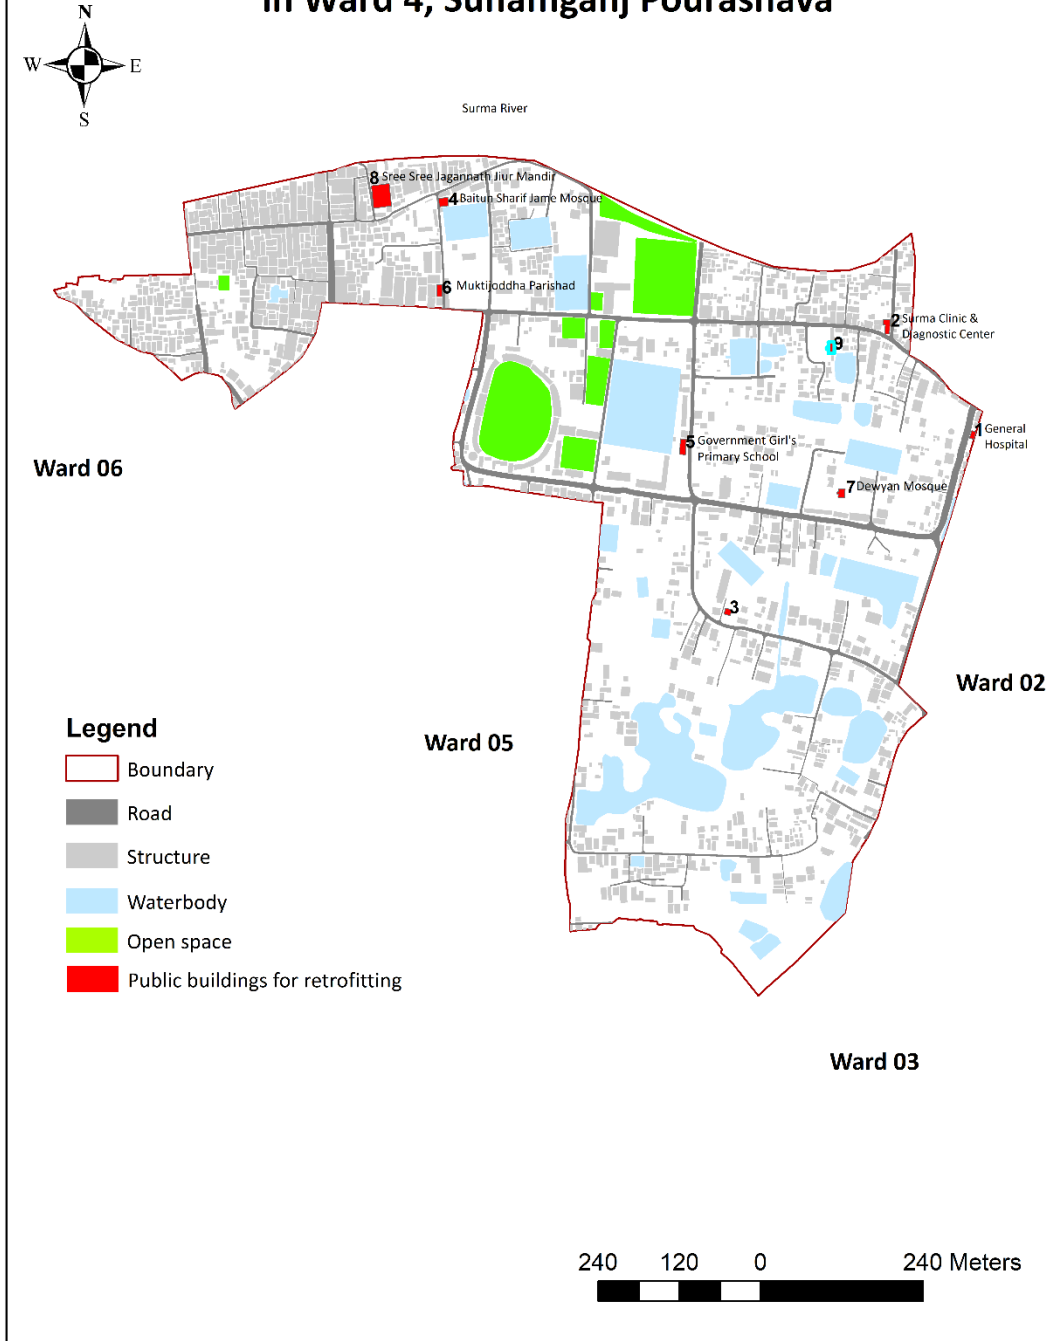 in Ward 4, Sunamganj Pourashava
N
W E
S
Surma River
8 Sree Sree Jagannath Jiur Mandir
4 Baitun Sharif Jame Mosque
6 Muktijoddha Parishad
2 Surma Clinic &
Diagnostic Center
9
1 General
Hospital
5 Government Girl's
Primary School
7 Dewyan Mosque
Ward 06
3
Ward 02
Ward 05
Legend
Boundary
Road
Structure
Waterbody
Open space
Public buildings for retrofitting
Ward 03
240 120 0 240 Meters